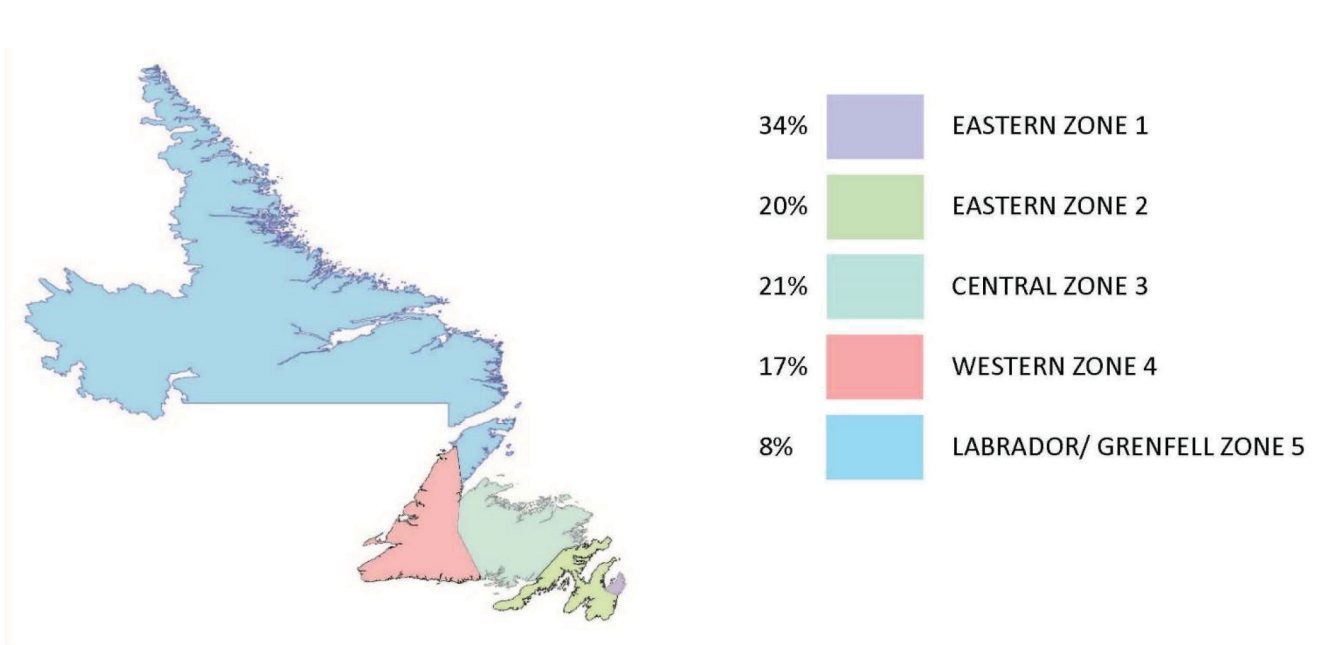 34% EASTERN ZONE 1
20% EASTERN ZONE 2
21% CENTRAL ZONE 3
17% WESTERN ZONE 4
8% LABRADOR/ GRENFELL ZONE 5